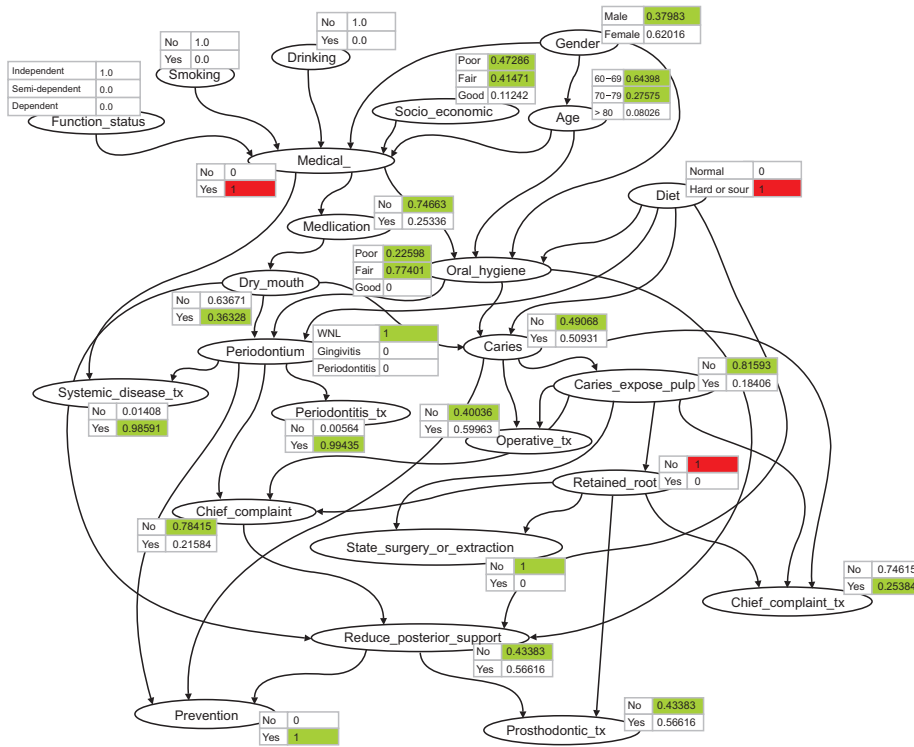 Male 0.37983
Female 0.62016
Gender
No 1.0
Yes 0.0
Drinking
No 1.0
Yes 0.0
Smoking
Poor 0.47286
Fair 0.41471
Good 0.11242
Socio_economic
60–69 0.64398
70–79 0.27575
> 80 0.08026
Age
Independent 1.0
Semi-dependent 0.0
Dependent 0.0
Function_status
Medical_
No 0
Yes 1
Normal 0
Hard or sour 1
Diet
No 0.74663
Yes 0.25336
Medlication
Poor 0.22598
Fair 0.77401
Good 0
Oral_hygiene
Dry_mouth
No 0.63671
Yes 0.36328
WNL 1
Gingivitis 0
Periodontitis 0
Periodontium
No 0.49068
Yes 0.50931
Caries
No 0.81593
Yes 0.18406
Caries_expose_pulp
Systemic_disease_tx
No 0.01408
Yes 0.98591
Periodontitis_tx
No 0.00564
Yes 0.99435
No 0.40036
Yes 0.59963
Operative_tx
No 1
Yes 0
Retained_root
Chief_complaint
No 0.78415
Yes 0.21584
State_surgery_or_extraction
No 1
Yes 0
No 0.74615
Yes 0.25384
Chief_complaint_tx
Reduce_posterior_support
No 0.43383
Yes 0.56616
Prevention
No 0
Yes 1
No 0.43383
Yes 0.56616
Prosthodontic_tx